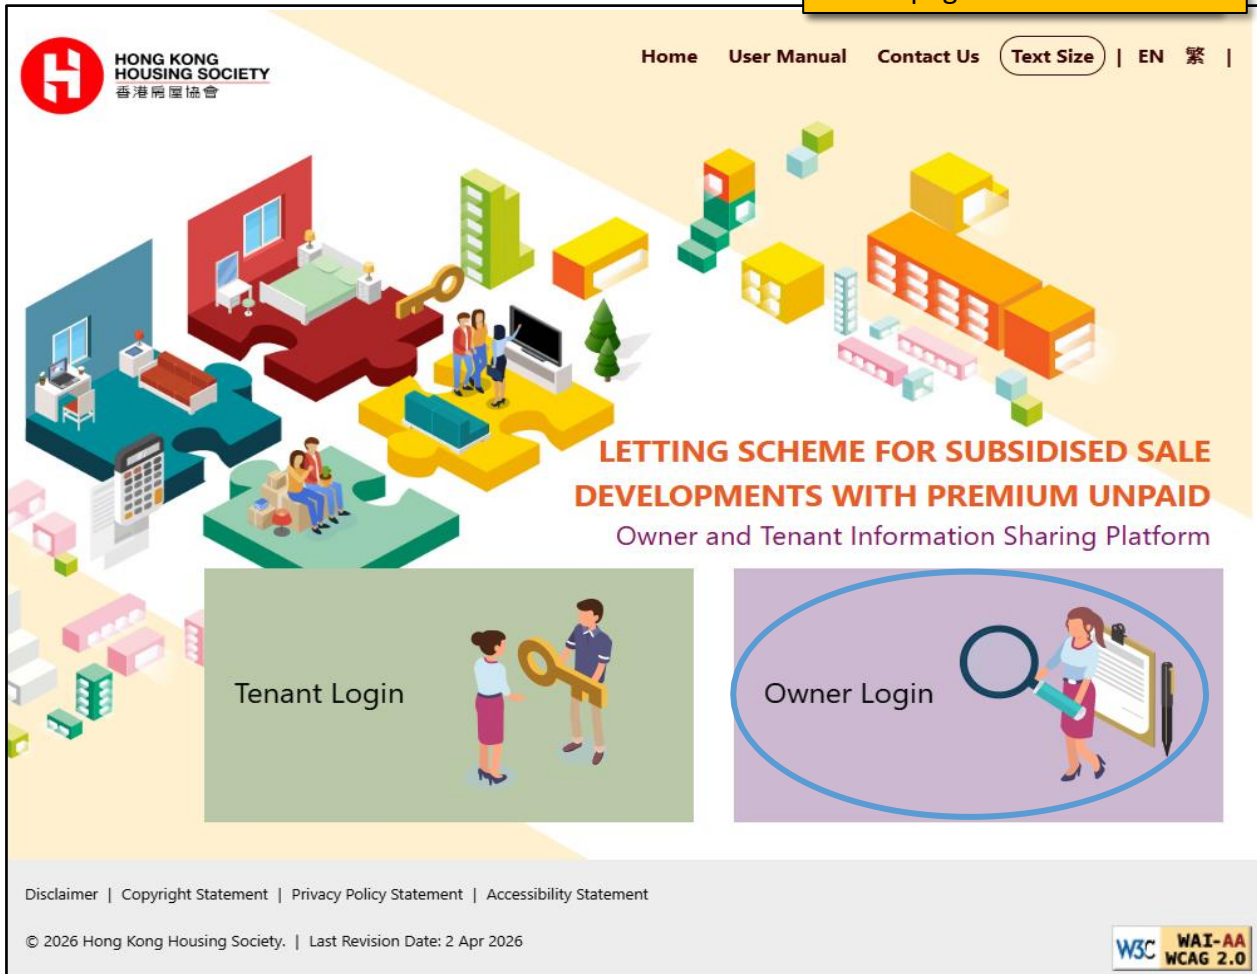 HONG KONG
HOUSING SOCIETY
香港房屋協會
Home User Manual Contact Us Text Size | EN 繁 |
LETTING SCHEME FOR SUBSIDISED SALE
DEVELOPMENTS WITH PREMIUM UNPAID
Owner and Tenant Information Sharing Platform
Tenant Login
Owner Login
Disclaimer | Copyright Statement | Privacy Policy Statement | Accessibility Statement
© 2026 Hong Kong Housing Society. | Last Revision Date: 2 Apr 2026
W3C WAI-AA
WCAG 2.0